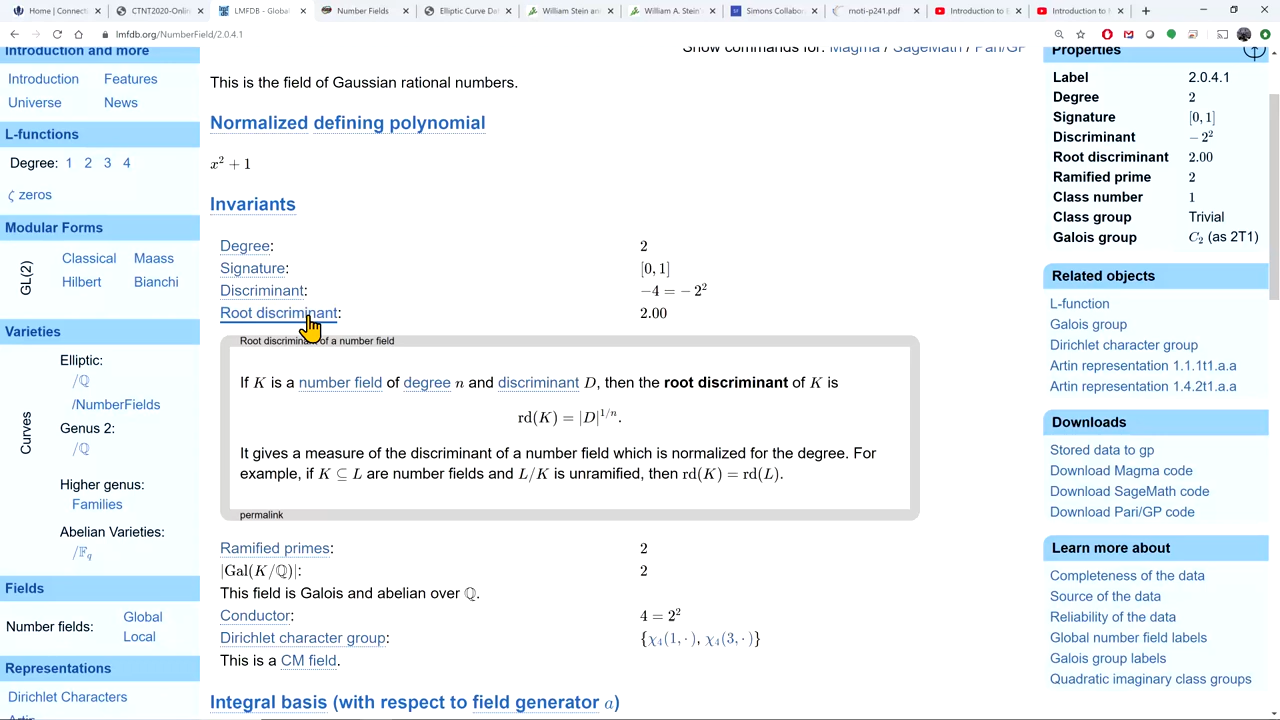 Home | Connecti
CTNT2020-Online
LMFDB - Global
Number Fields
Elliptic Curve Da
William Stein an
William A. Stein'
Simons Collabor
moti-p241.pdf
Introduction to E
Introduction to M
lmfdb.org/NumberField/2.0.4.1
Introduction and more
Introduction Features
Universe News
L-functions
Degree: 1 2 3 4
ζ zeros
Modular Forms
GL(2)
Classical Maass
Hilbert Bianchi
Varieties
Curves
Elliptic:
/ℚ
/NumberFields
Genus 2:
/ℚ
Higher genus:
Families
Abelian Varieties:
/𝔽q
Fields
Number fields: Global
Local
Representations
Dirichlet Characters
Artin
Show commands for: Magma / SageMath / Pari/GP
This is the field of Gaussian rational numbers.
Normalized defining polynomial
x² + 1
Invariants
Degree: 2
Signature: [0, 1]
Discriminant: −4 = −2²
Root discriminant: 2.00
Root discriminant of a number field
If K is a number field of degree n and discriminant D, then the root discriminant of K is
rd(K) = |D|^{1/n}.
It gives a measure of the discriminant of a number field which is normalized for the degree. For
example, if K ⊆ L are number fields and L/K is unramified, then rd(K) = rd(L).
permalink
Ramified primes: 2
|Gal(K/ℚ)|: 2
This field is Galois and abelian over ℚ.
Conductor: 4 = 2²
Dirichlet character group: {χ₄(1,·), χ₄(3,·)}
This is a CM field.
Integral basis (with respect to field generator a)
Properties
Label 2.0.4.1
Degree 2
Signature [0, 1]
Discriminant −2²
Root discriminant 2.00
Ramified prime 2
Class number 1
Class group Trivial
Galois group C₂ (as 2T1)
Related objects
L-function
Galois group
Dirichlet character group
Artin representation 1.1.1t1.a.a
Artin representation 1.4.2t1.a.a
Downloads
Stored data to gp
Download Magma code
Download SageMath code
Download Pari/GP code
Learn more about
Completeness of the data
Source of the data
Reliability of the data
Global number field labels
Galois group labels
Quadratic imaginary class groups